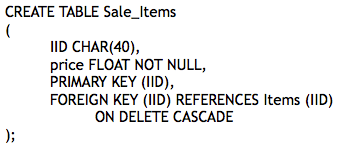 CREATE TABLE Sale_Items
(
IID CHAR(40),
price FLOAT NOT NULL,
PRIMARY KEY (IID),
FOREIGN KEY (IID) REFERENCES Items (IID)
ON DELETE CASCADE
);